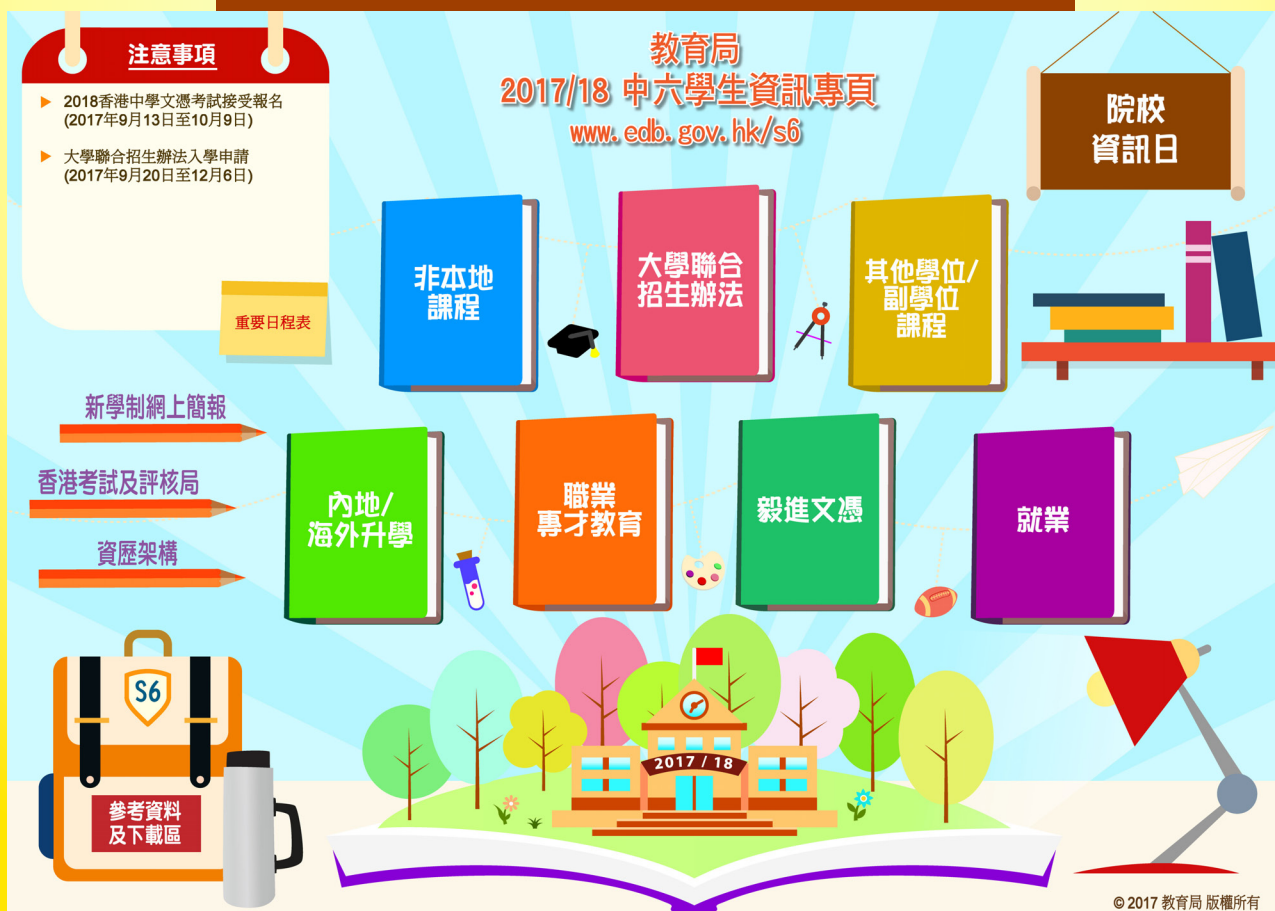 注意事項
2018香港中學文憑考試接受報名
(2017年9月13日至10月9日)
大學聯合招生辦法入學申請
(2017年9月20日至12月6日)
重要日程表
教育局
2017/18 中六學生資訊專頁
www.edb.gov.hk/s6
院校
資訊日
非本地
課程
大學聯合
招生辦法
其他學位/
副學位
課程
新學制網上簡報
香港考試及評核局
資歷架構
內地/
海外升學
職業
專才教育
毅進文憑
就業
S6
參考資料
及下載區
2017 / 18
© 2017 教育局 版權所有